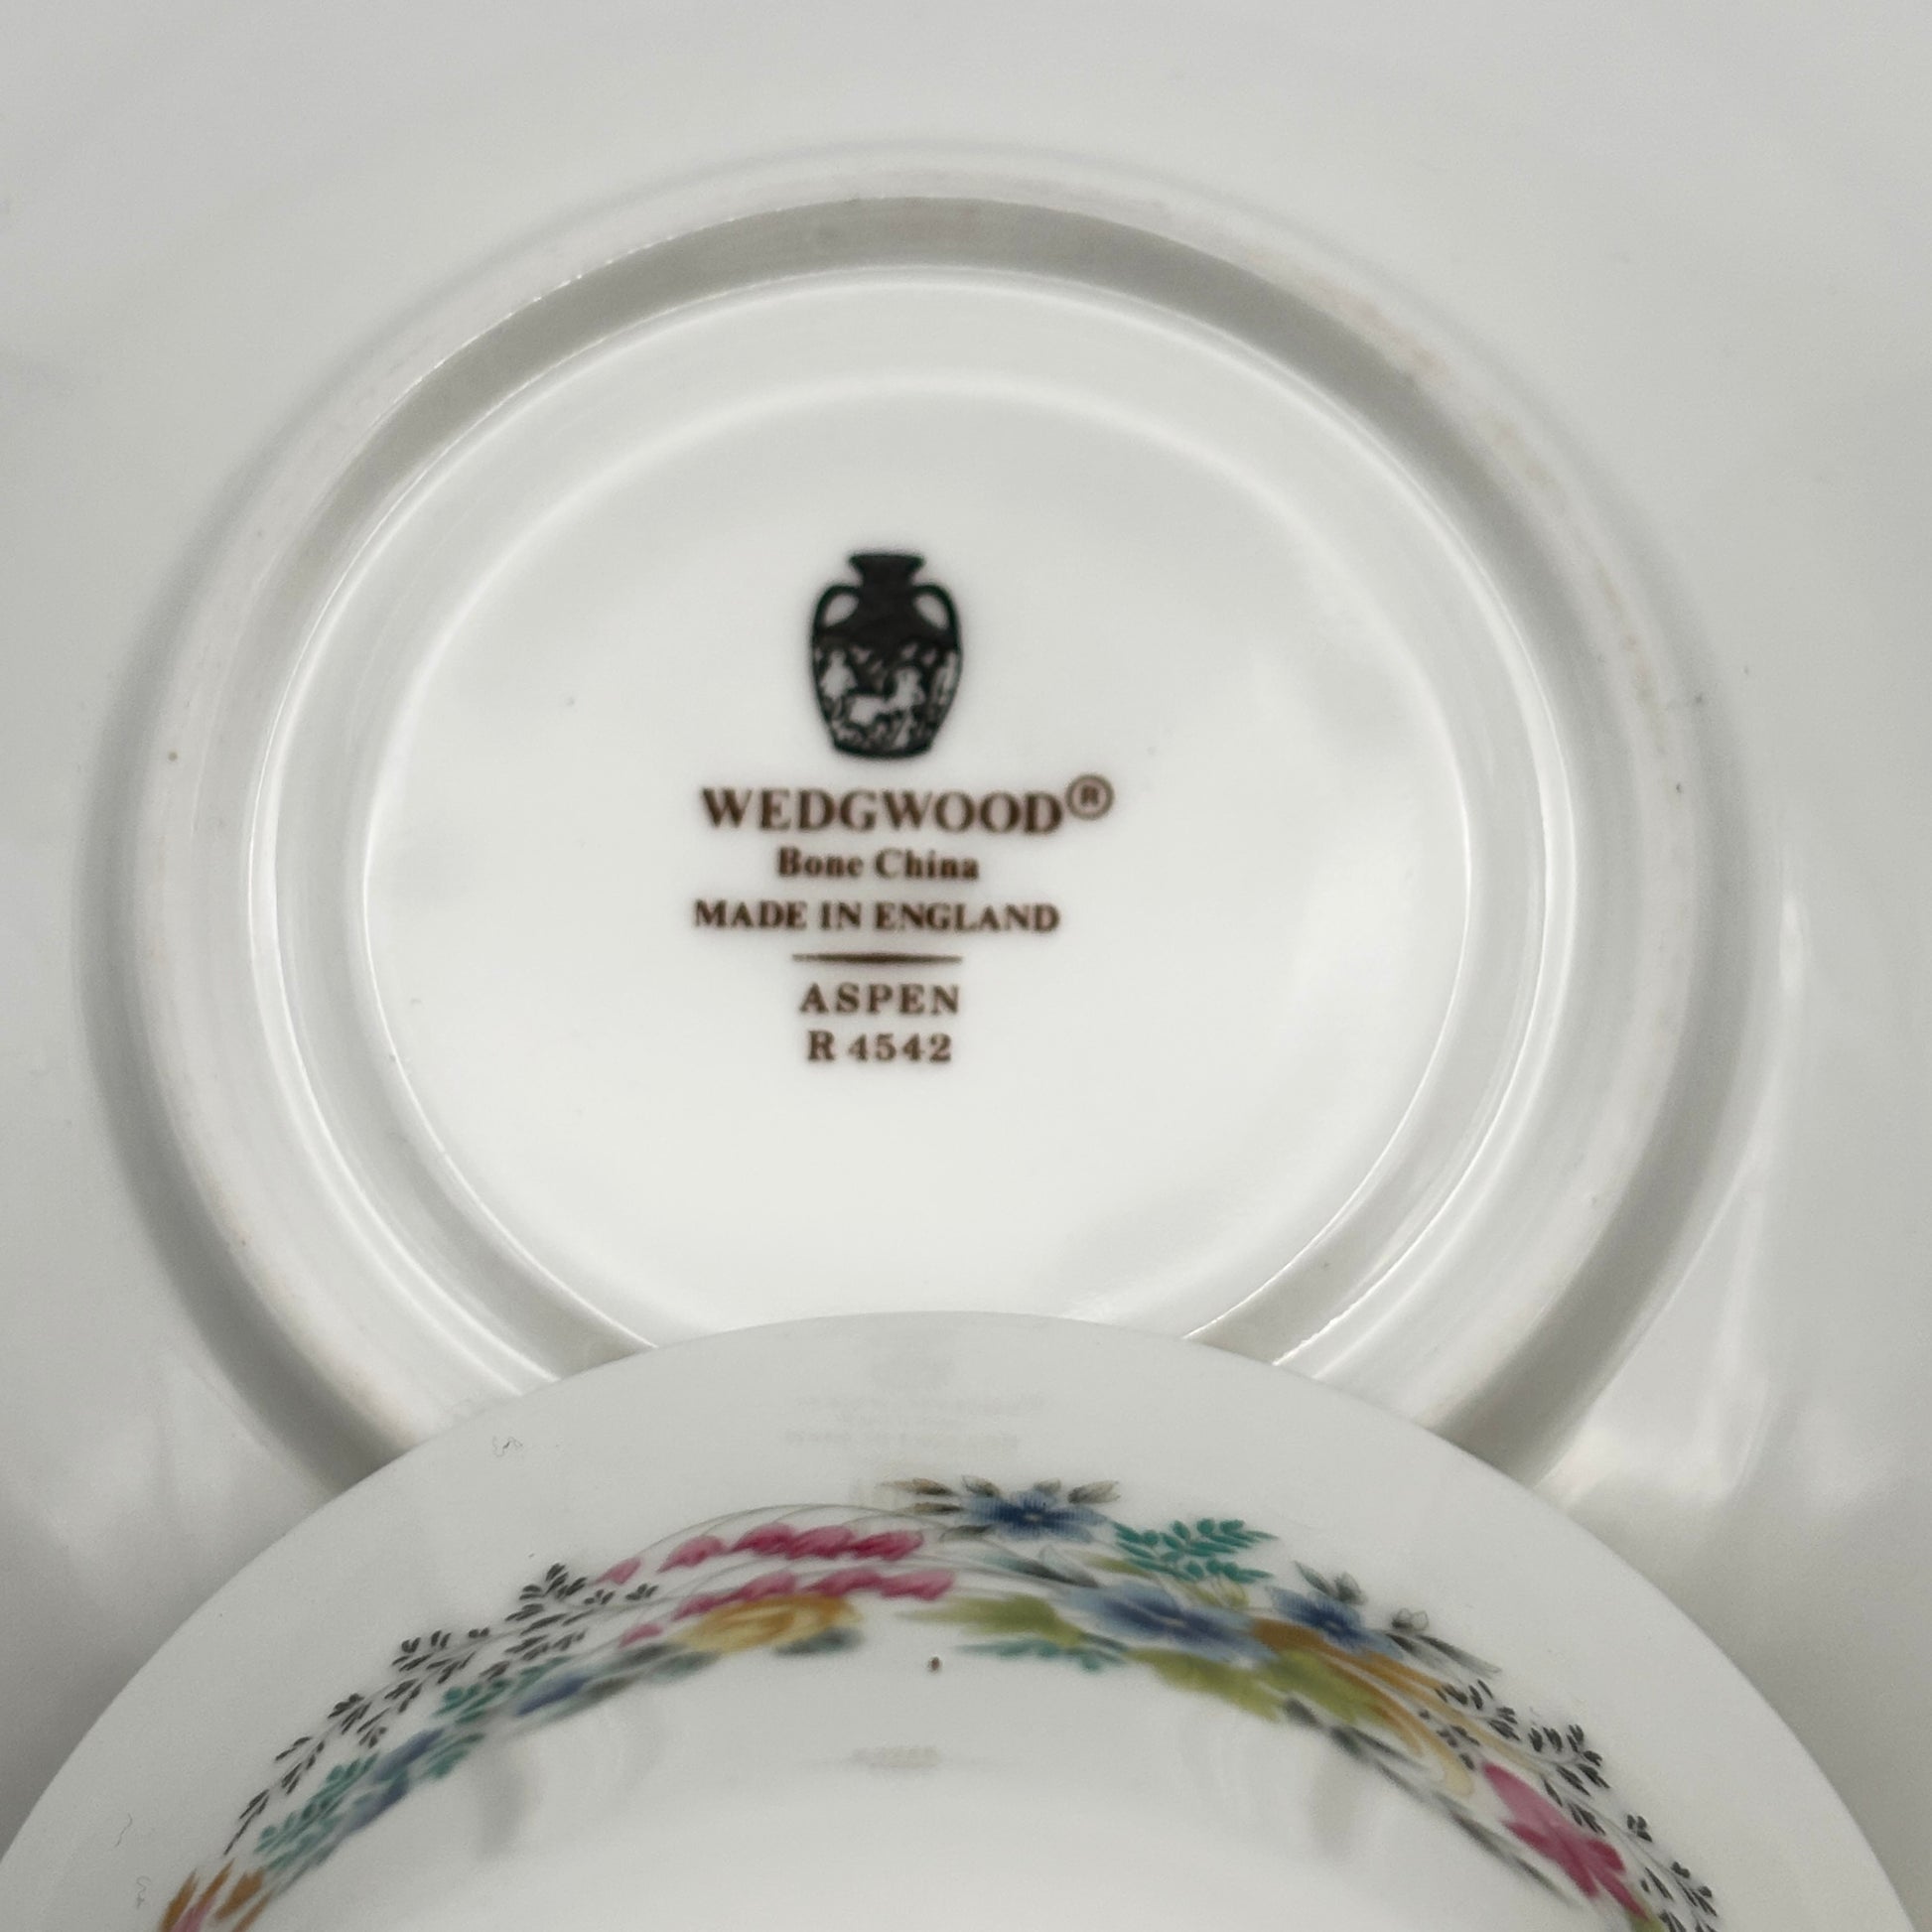 WEDGWOOD®
Bone China
MADE IN ENGLAND
ASPEN
R 4542